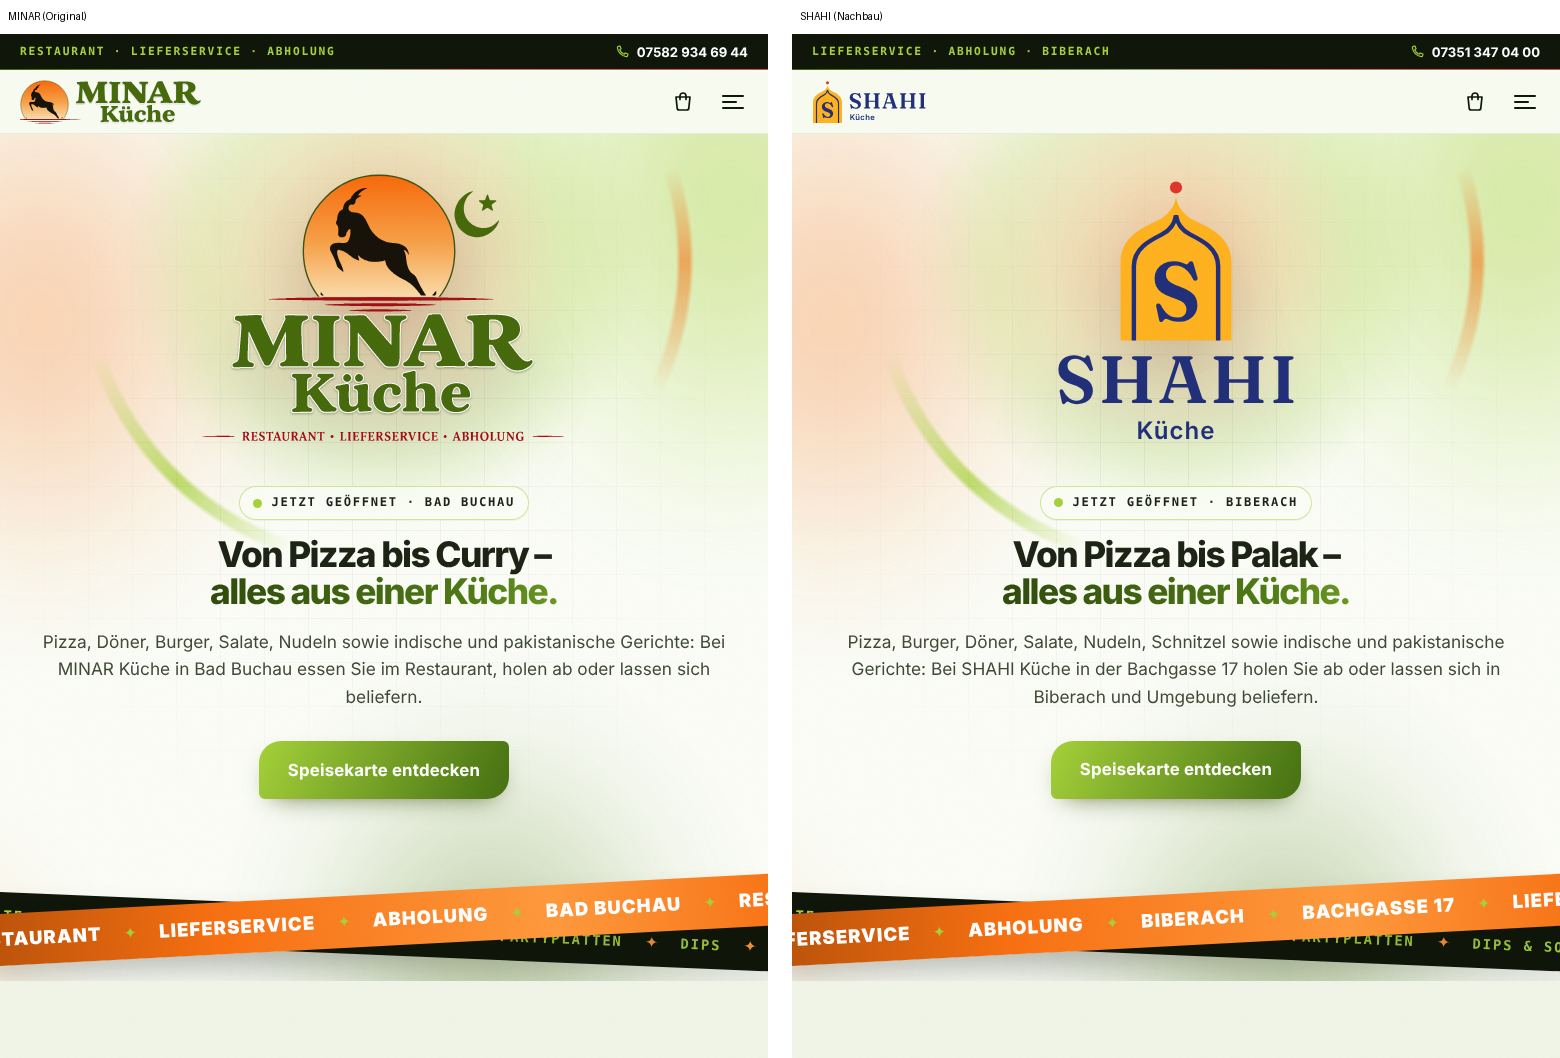 MINAR (Original)
RESTAURANT · LIEFERSERVICE · ABHOLUNG
07582 934 69 44
MINAR
Küche
MINAR
Küche
RESTAURANT • LIEFERSERVICE • ABHOLUNG
JETZT GEÖFFNET · BAD BUCHAU
Von Pizza bis Curry –
alles aus einer Küche.
Pizza, Döner, Burger, Salate, Nudeln sowie indische und pakistanische Gerichte: Bei
MINAR Küche in Bad Buchau essen Sie im Restaurant, holen ab oder lassen sich
beliefern.
Speisekarte entdecken
LIEFERSERVICE ✦ ABHOLUNG ✦ BAD BUCHAU ✦
DIPS ✦
SHAHI (Nachbau)
LIEFERSERVICE · ABHOLUNG · BIBERACH
07351 347 04 00
S
SHAHI
Küche
S
SHAHI
Küche
JETZT GEÖFFNET · BIBERACH
Von Pizza bis Palak –
alles aus einer Küche.
Pizza, Burger, Döner, Salate, Nudeln, Schnitzel sowie indische und pakistanische
Gerichte: Bei SHAHI Küche in der Bachgasse 17 holen Sie ab oder lassen sich in
Biberach und Umgebung beliefern.
Speisekarte entdecken
ABHOLUNG ✦ BIBERACH ✦ BACHGASSE 17 ✦
DIPS &